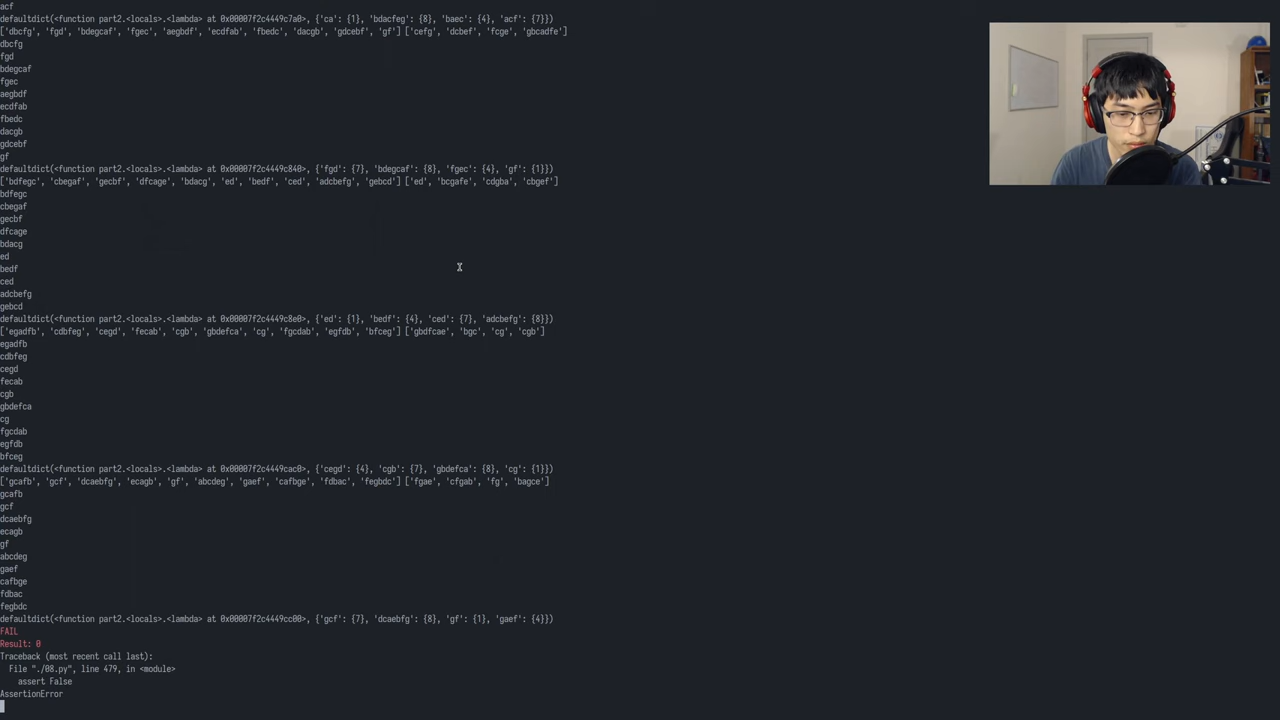 acf
defaultdict(<function part2.<locals>.<lambda> at 0x00007f2c4449c7a0>, {'ca': {1}, 'bdacfeg': {8}, 'baec': {4}, 'acf': {7}})
['dbcfg', 'fgd', 'bdegcaf', 'fgec', 'aegbdf', 'ecdfab', 'fbedc', 'dacgb', 'gdcebf', 'gf'] ['cefg', 'dcbef', 'fcge', 'gbcadfe']
dbcfg
fgd
bdegcaf
fgec
aegbdf
ecdfab
fbedc
dacgb
gdcebf
gf
defaultdict(<function part2.<locals>.<lambda> at 0x00007f2c4449c840>, {'fgd': {7}, 'bdegcaf': {8}, 'fgec': {4}, 'gf': {1}})
['bdfegc', 'cbegaf', 'gecbf', 'dfcage', 'bdacg', 'ed', 'bedf', 'ced', 'adcbefg', 'gebcd'] ['ed', 'bcgafe', 'cdgba', 'cbgef']
bdfegc
cbegaf
gecbf
dfcage
bdacg
ed
bedf
ced
adcbefg
gebcd
defaultdict(<function part2.<locals>.<lambda> at 0x00007f2c4449c8e0>, {'ed': {1}, 'bedf': {4}, 'ced': {7}, 'adcbefg': {8}})
['egadfb', 'cdbfeg', 'cegd', 'fecab', 'cgb', 'gbdefca', 'cg', 'fgcdab', 'egfdb', 'bfceg'] ['gbdfcae', 'bgc', 'cg', 'cgb']
egadfb
cdbfeg
cegd
fecab
cgb
gbdefca
cg
fgcdab
egfdb
bfceg
defaultdict(<function part2.<locals>.<lambda> at 0x00007f2c4449cac0>, {'cegd': {4}, 'cgb': {7}, 'gbdefca': {8}, 'cg': {1}})
['gcafb', 'gcf', 'dcaebfg', 'ecagb', 'gf', 'abcdeg', 'gaef', 'cafbge', 'fdbac', 'fegbdc'] ['fgae', 'cfgab', 'fg', 'bagce']
gcafb
gcf
dcaebfg
ecagb
gf
abcdeg
gaef
cafbge
fdbac
fegbdc
defaultdict(<function part2.<locals>.<lambda> at 0x00007f2c4449cc00>, {'gcf': {7}, 'dcaebfg': {8}, 'gf': {1}, 'gaef': {4}})
FAIL
Result: 0
Traceback (most recent call last):
  File "./08.py", line 479, in <module>
    assert False
AssertionError